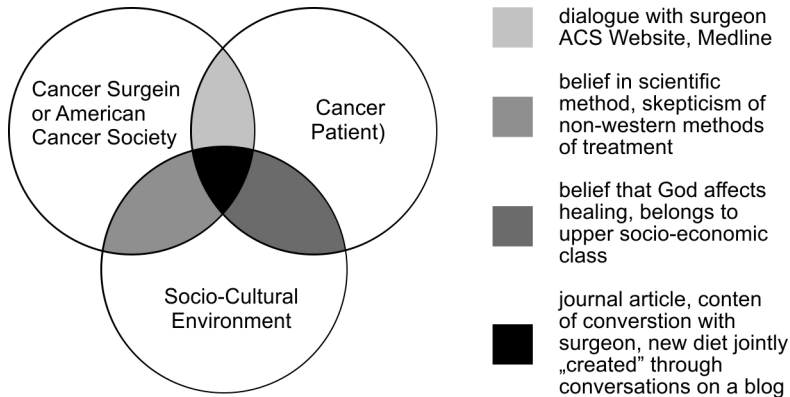 Cancer Surgein
or American
Cancer Society
Cancer
Patient)
Socio-Cultural
Environment
dialogue with surgeon
ACS Website, Medline
belief in scientific
method, skepticism of
non-western methods
of treatment
belief that God affects
healing, belongs to
upper socio-economic
class
journal article, conten
of converstion with
surgeon, new diet jointly
„created” through
conversations on a blog